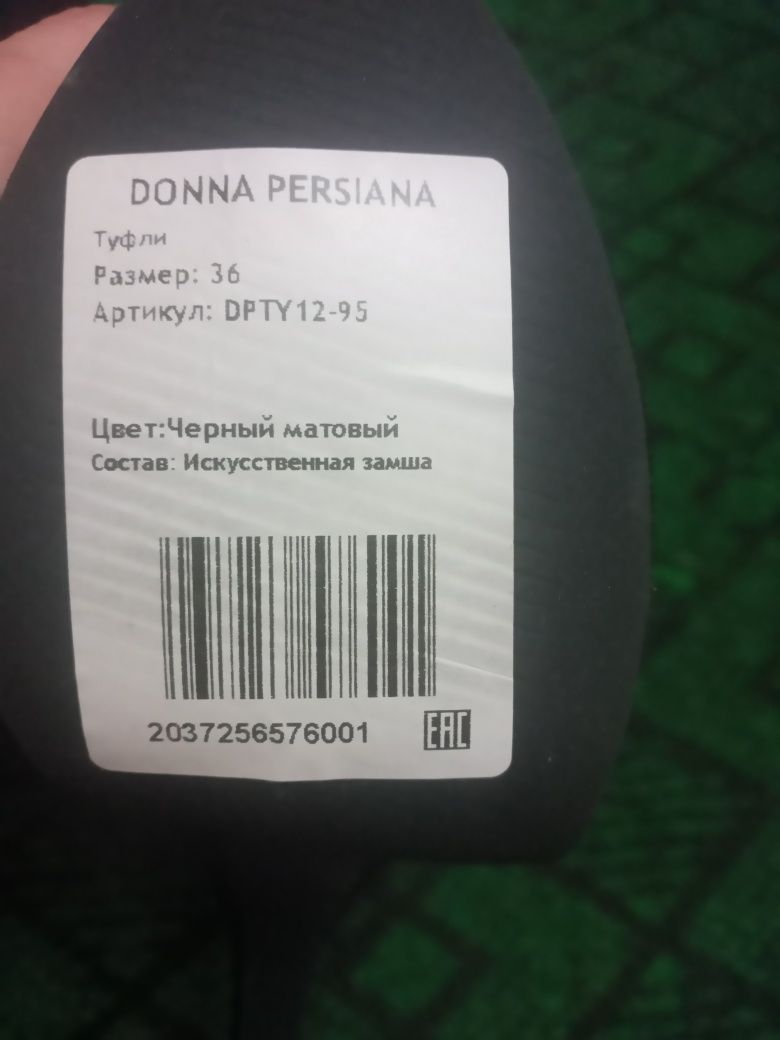 DONNA PERSIANA
Туфли
Размер: 36
Артикул: DPTY12-95
Цвет:Черный матовый
Состав: Искусственная замша
2037256576001
EAC